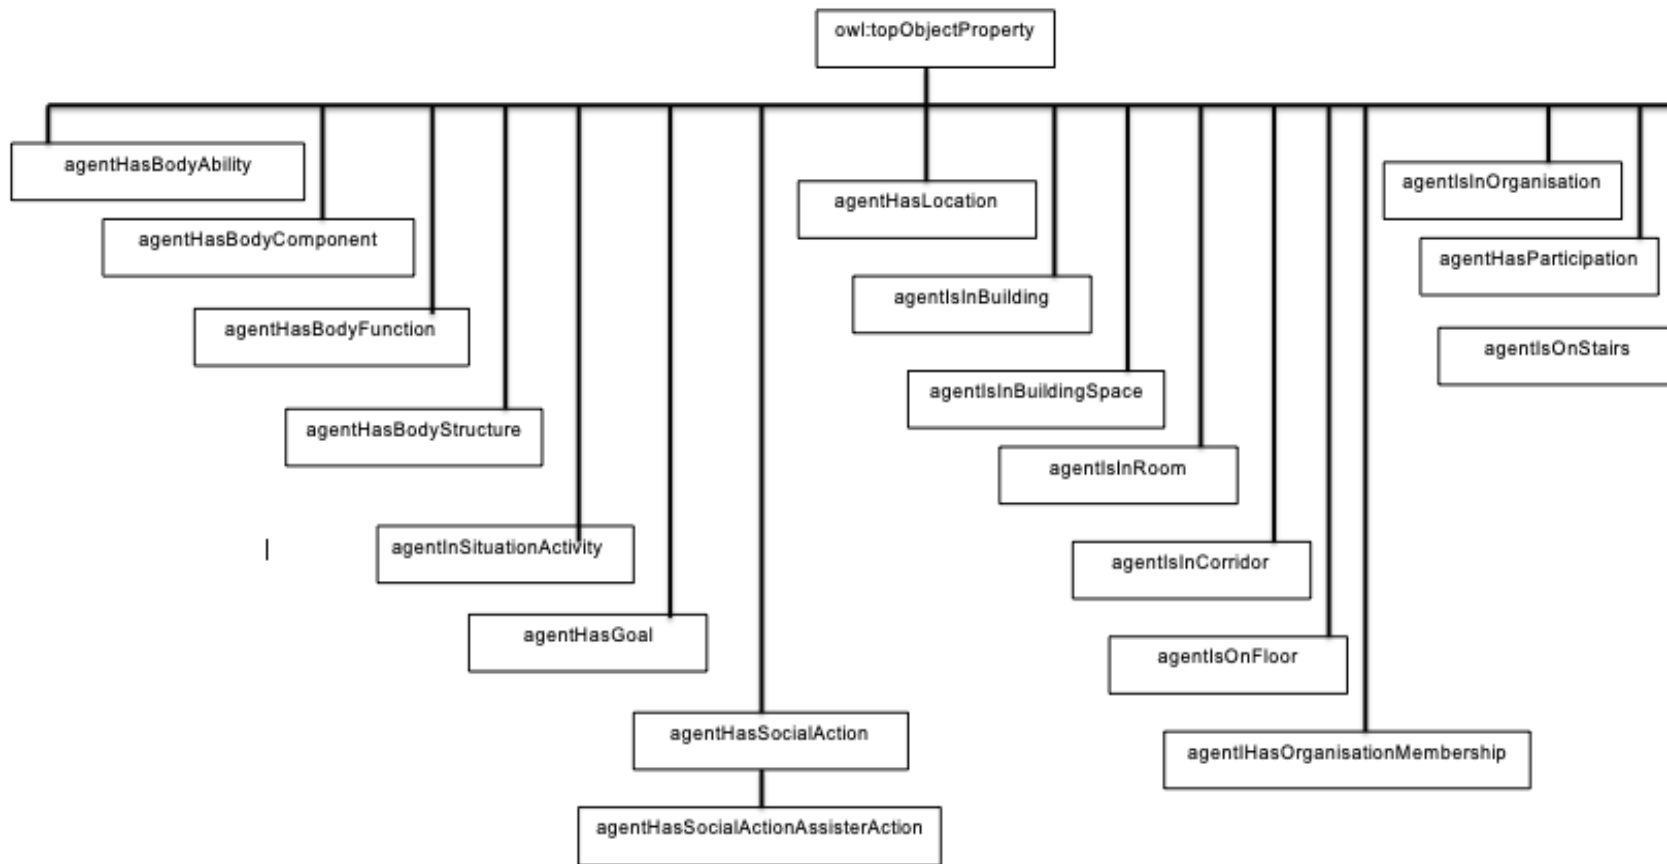 owl:topObjectProperty
agentHasBodyAbility
agentHasBodyComponent
agentHasBodyFunction
agentHasBodyStructure
agentInSituationActivity
agentHasGoal
agentHasSocialAction
agentHasSocialActionAssisterAction
agentHasLocation
agentIsInBuilding
agentIsInBuildingSpace
agentIsInRoom
agentIsInCorridor
agentIsOnFloor
agentIHasOrganisationMembership
agentIsInOrganisation
agentHasParticipation
agentIsOnStairs